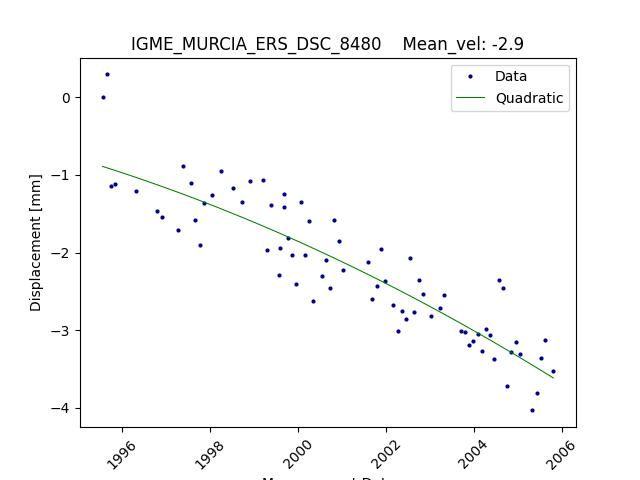 IGME_MURCIA_ERS_DSC_8480    Mean_vel: -2.9
Data
Quadratic
Displacement [mm]
0
−1
−2
−3
−4
1996
1998
2000
2002
2004
2006